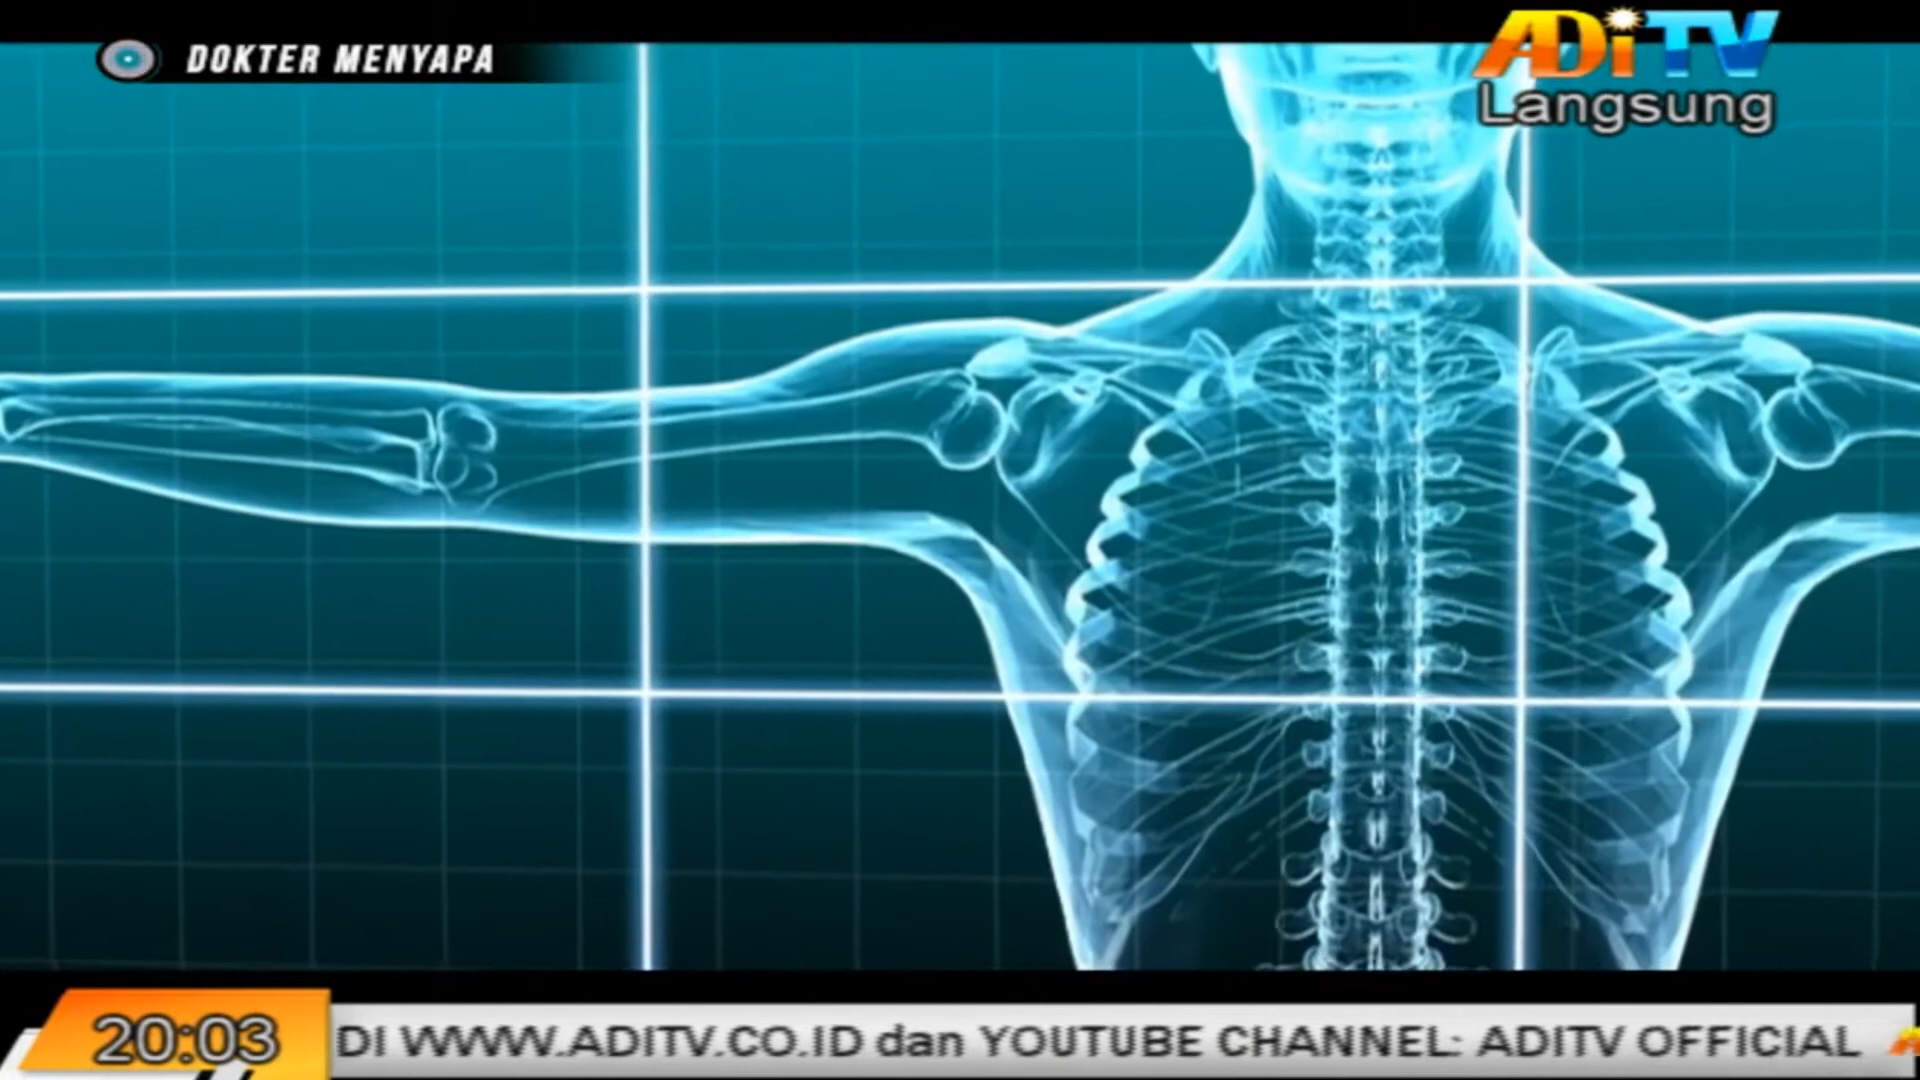 DOKTER MENYAPA
ADiTV
Langsung
20:03
DI WWW.ADITV.CO.ID dan YOUTUBE CHANNEL: ADITV OFFICIAL